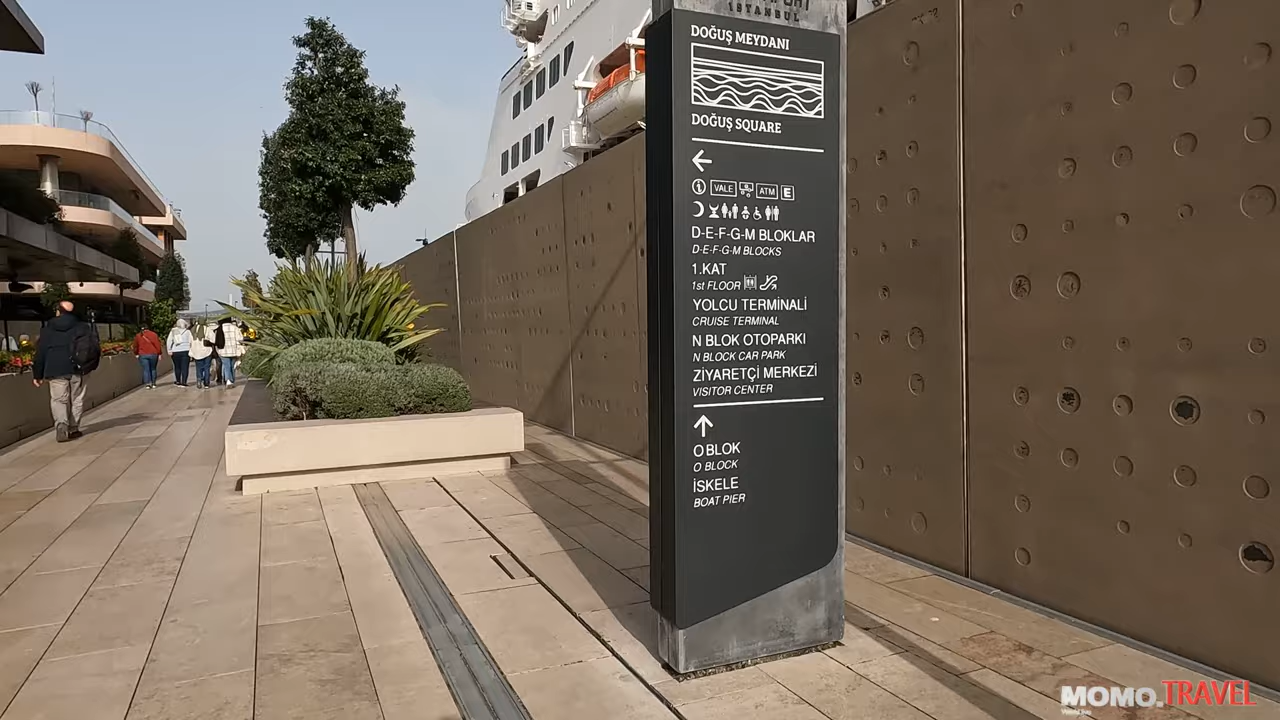 ISTANBUL
DOĞUŞ MEYDANI
DOĞUŞ SQUARE
VALE ATM E
D-E-F-G-M BLOKLAR
D-E-F-G-M BLOCKS
1.KAT
1st FLOOR
YOLCU TERMİNALİ
CRUISE TERMINAL
N BLOK OTOPARKI
N BLOCK CAR PARK
ZİYARETÇİ MERKEZİ
VISITOR CENTER
O BLOK
O BLOCK
İSKELE
BOAT PIER
MOMO.TRAVEL